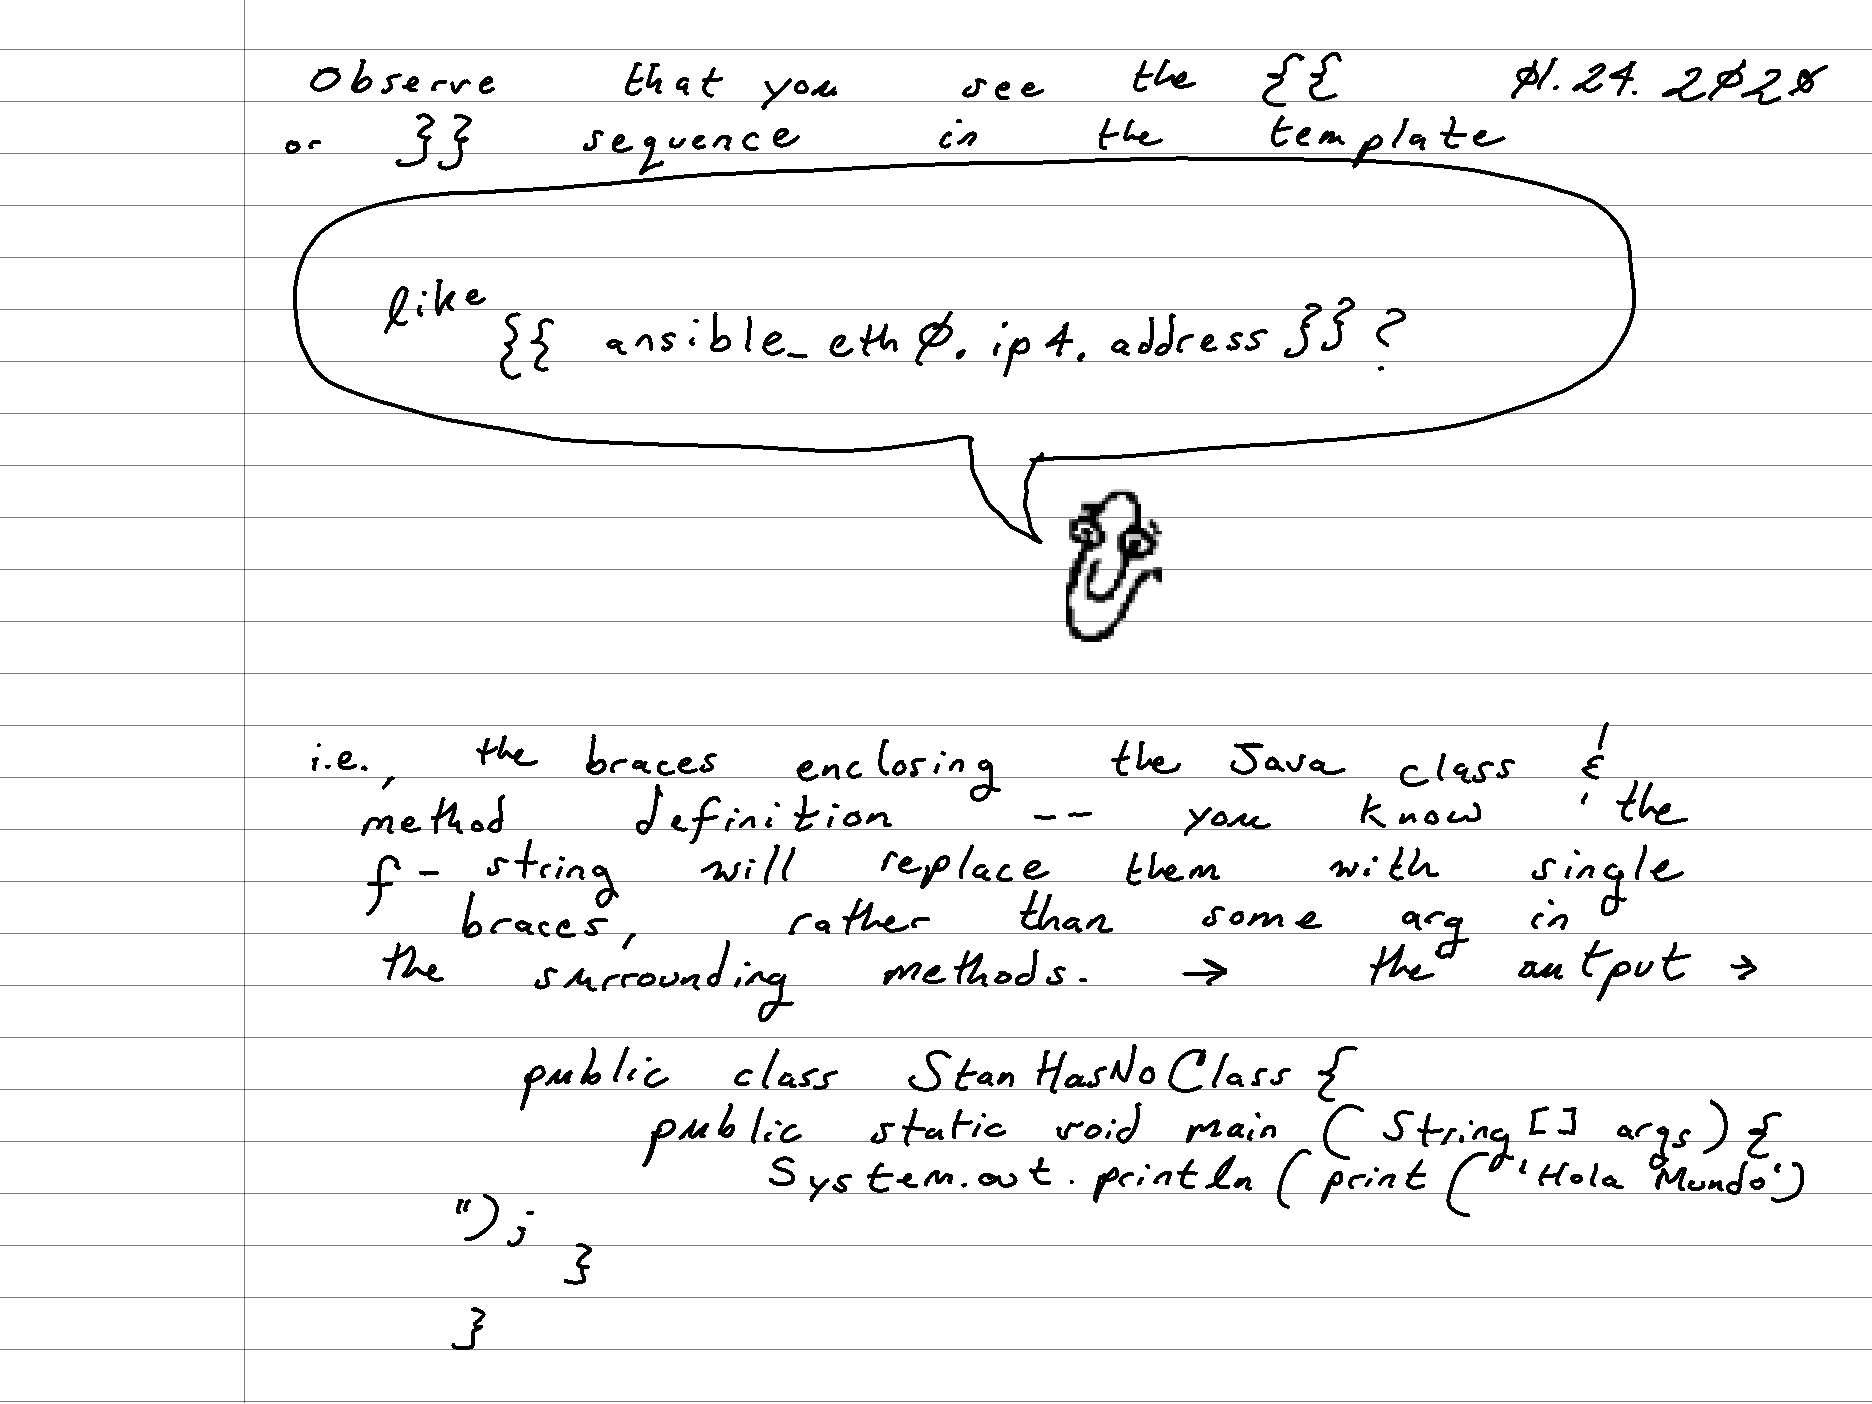 Observe that you see the {{ 01.24.2020
or }} sequence in the template
like
{{ ansible_eth0.ip4.address }}?
i.e., the braces enclosing the Java class &
method definition -- you know 'the
f-string will replace them with single
braces, rather than some arg in
the surrounding methods. → the output →
public class StanHasNoClass {
public static void main (String [] args) {
System.out.println (print ("'Hola Mundo')
");
}
}